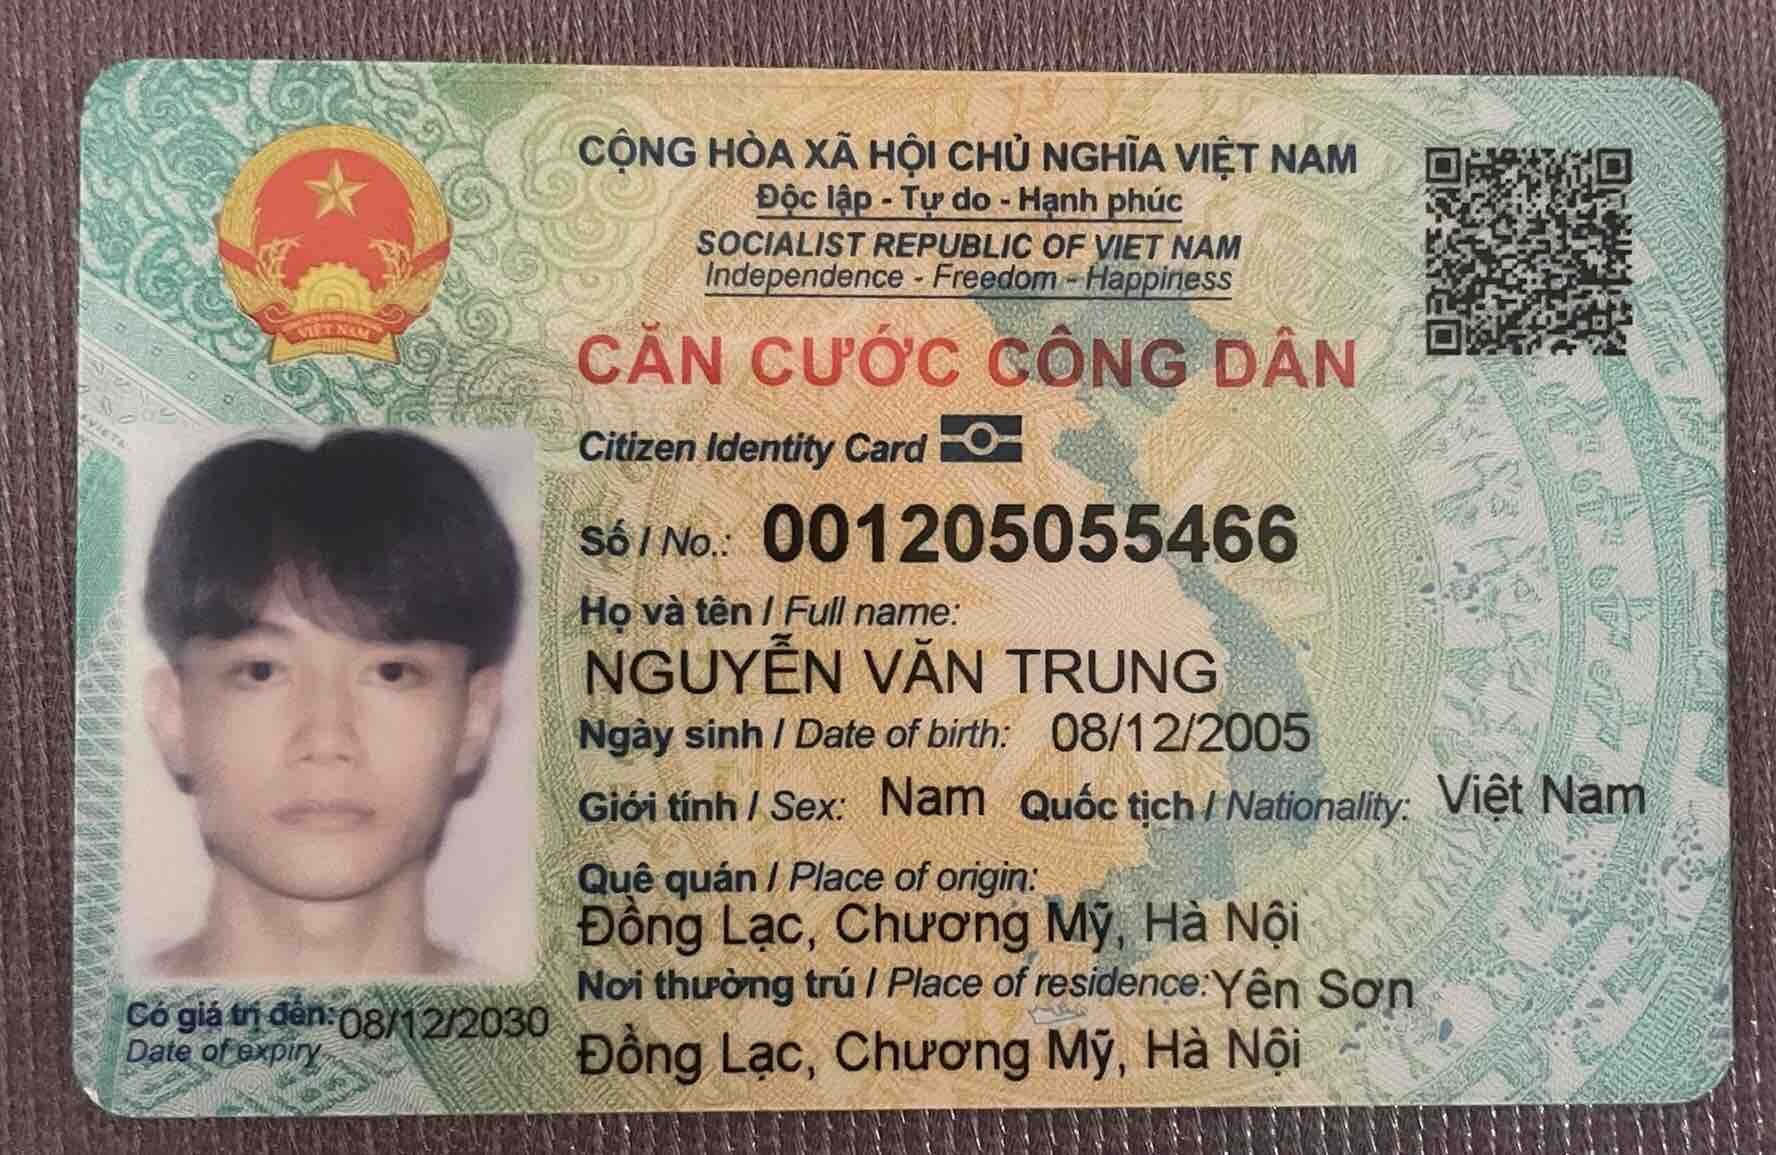 CỘNG HÒA XÃ HỘI CHỦ NGHĨA VIỆT NAM
Độc lập - Tự do - Hạnh phúc
SOCIALIST REPUBLIC OF VIET NAM
Independence - Freedom - Happiness
VIỆT NAM
CĂN CƯỚC CÔNG DÂN
Citizen Identity Card
Số / No.: 001205055466
Họ và tên / Full name:
NGUYỄN VĂN TRUNG
Ngày sinh / Date of birth: 08/12/2005
Giới tính / Sex: Nam Quốc tịch / Nationality: Việt Nam
Quê quán / Place of origin:
Đồng Lạc, Chương Mỹ, Hà Nội
Nơi thường trú / Place of residence: Yên Sơn
Đồng Lạc, Chương Mỹ, Hà Nội
Có giá trị đến: 08/12/2030
Date of expiry